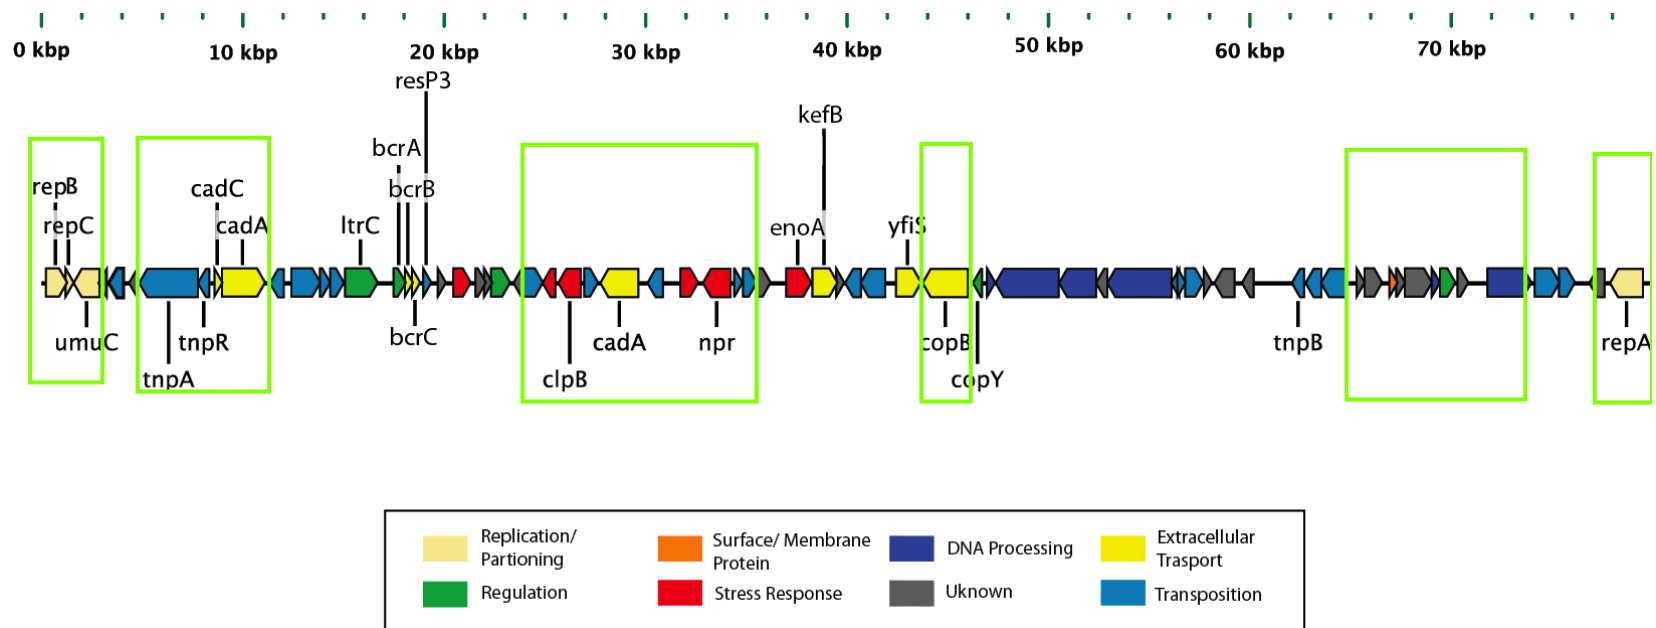 0 kbp 10 kbp 20 kbp 30 kbp 40 kbp 50 kbp 60 kbp 70 kbp
resP3
kefB
bcrA
repB cadC bcrB
repC cadA ltrC enoA yfiS
umuC tnpR bcrC cadA npr copB tnpB repA
tnpA clpB copY
Replication/
Partioning
Surface/ Membrane
Protein
DNA Processing
Extracellular
Trasport
Regulation
Stress Response
Uknown
Transposition